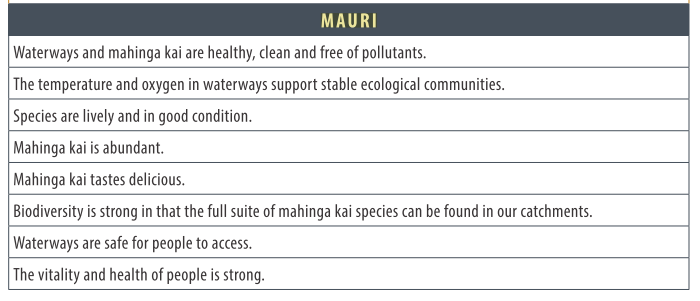 MAURI
Waterways and mahinga kai are healthy, clean and free of pollutants.
The temperature and oxygen in waterways support stable ecological communities.
Species are lively and in good condition.
Mahinga kai is abundant.
Mahinga kai tastes delicious.
Biodiversity is strong in that the full suite of mahinga kai species can be found in our catchments.
Waterways are safe for people to access.
The vitality and health of people is strong.